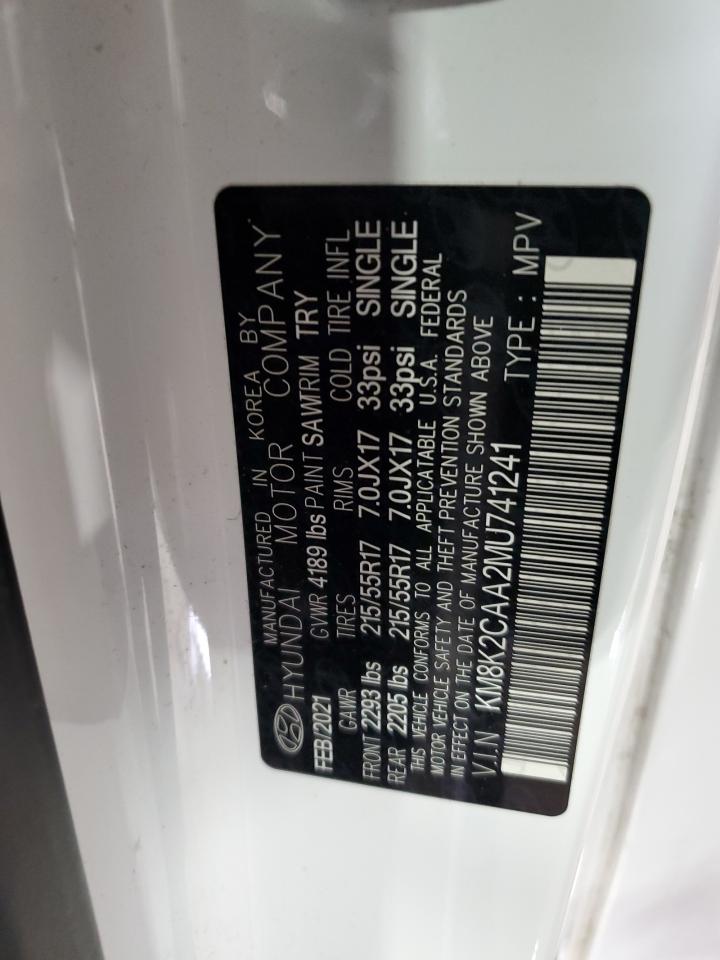 MANUFACTURED IN KOREA BY
HYUNDAI MOTOR COMPANY
FEB/2021 GVWR 4189 lbs PAINT SAWRIM TRY
GAWR TIRES RIMS COLD TIRE INFL
FRONT 2293 lbs 215/55R17 7.0JX17 33psi SINGLE
REAR 2205 lbs 215/55R17 7.0JX17 33psi SINGLE
THIS VEHICLE CONFORMS TO ALL APPLICATABLE U.S.A. FEDERAL
MOTOR VEHICLE SAFETY AND THEFT PREVENTION STANDARDS
IN EFFECT ON THE DATE OF MANUFACTURE SHOWN ABOVE
V.I.N KM8K2CAA2MU741241 TYPE : MPV